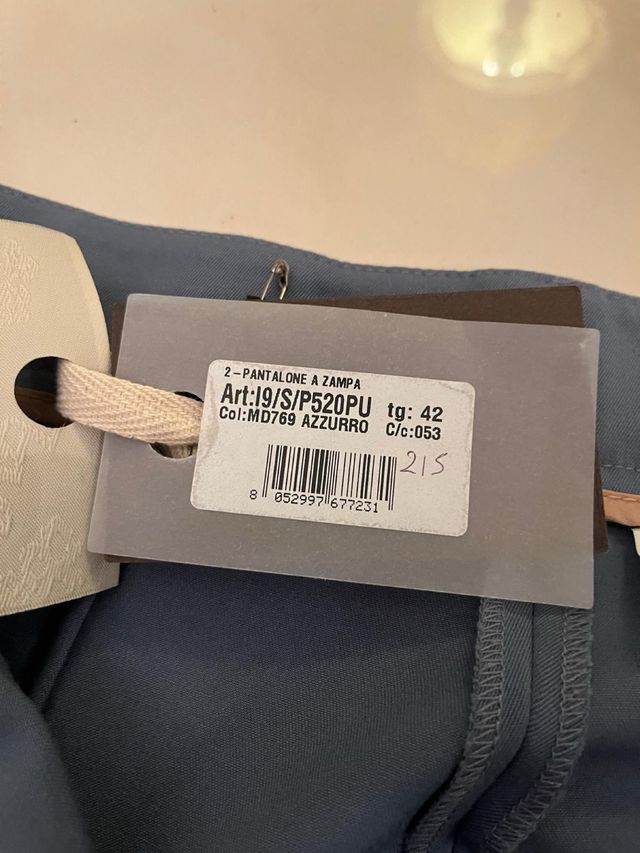 2-PANTALONE A ZAMPA
Art:I9/S/P520PU tg: 42
Col:MD769 AZZURRO C/c:053
215
8 052997 677231